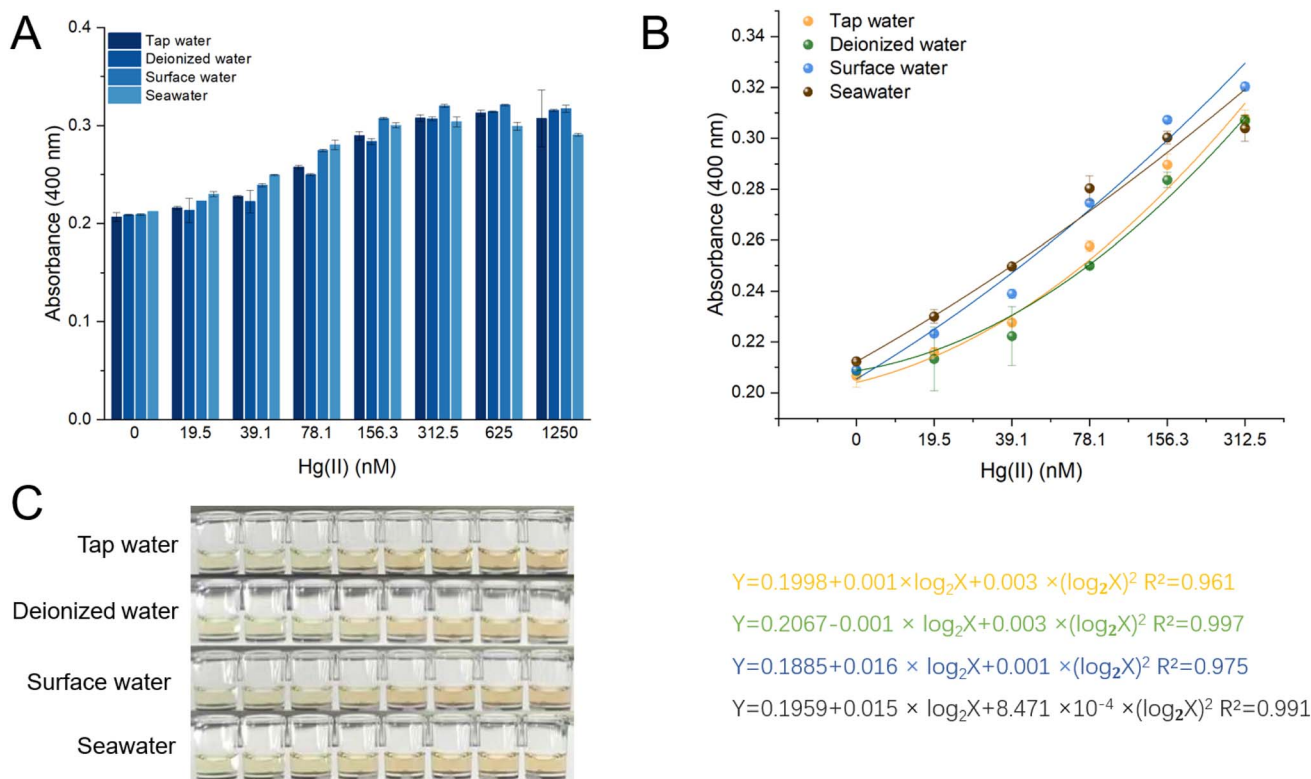 A
0.4
0.3
0.2
0.1
0.0
Absorbance (400 nm)
Tap water
Deionized water
Surface water
Seawater
0 19.5 39.1 78.1 156.3 312.5 625 1250
Hg(II) (nM)
B
0.34
0.32
0.30
0.28
0.26
0.24
0.22
0.20
Absorbance (400 nm)
Tap water
Deionized water
Surface water
Seawater
0 19.5 39.1 78.1 156.3 312.5
Hg(II) (nM)
C
Tap water
Deionized water
Surface water
Seawater
Y=0.1998+0.001×log₂X+0.003 ×(log₂X)² R²=0.961
Y=0.2067-0.001 × log₂X+0.003 ×(log₂X)² R²=0.997
Y=0.1885+0.016 × log₂X+0.001 ×(log₂X)² R²=0.975
Y=0.1959+0.015 × log₂X+8.471 ×10⁻⁴ ×(log₂X)² R²=0.991